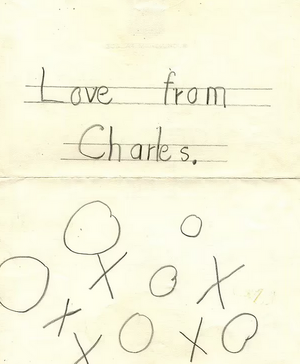 Love from
Charles.
O O
O X O X
X O X O
X